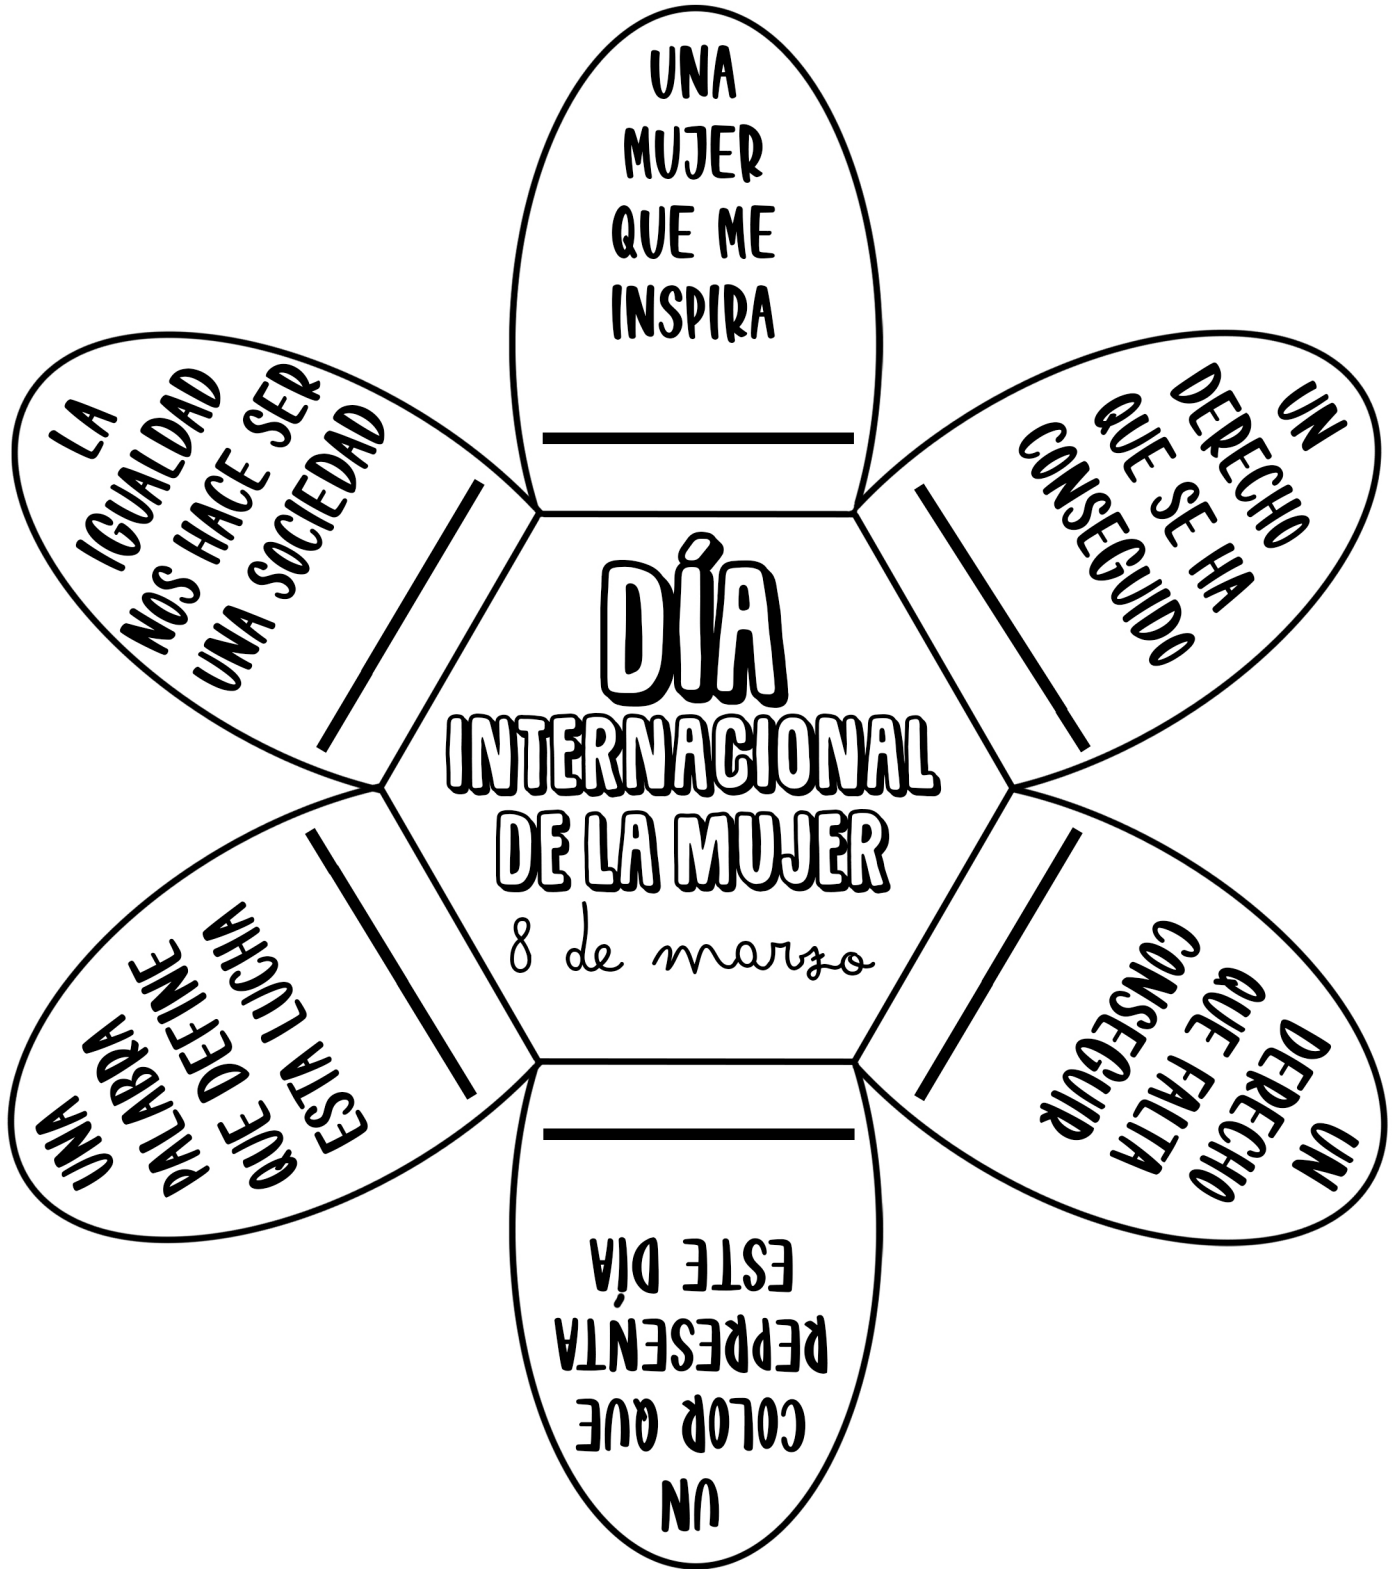 UNA
MUJER
QUE ME
INSPIRA
UN
DERECHO
QUE SE HA
CONSEGUIDO
UN
DERECHO
QUE FALTA
CONSEGUIR
UN
COLOR QUE
REPRESENTA
ESTE DÍA
UNA
PALABRA
QUE DEFINE
ESTA LUCHA
LA
IGUALDAD
NOS HACE SER
UNA SOCIEDAD
DÍA
INTERNACIONAL
DE LA MUJER
8 de marzo